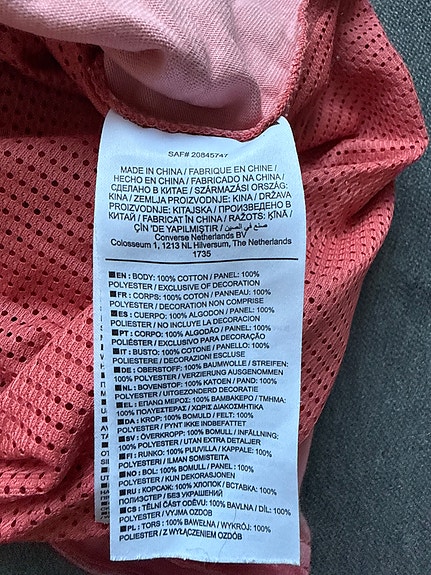 SAF# 20845747
MADE IN CHINA / FABRIQUE EN CHINE /
HECHO EN CHINA / FABRICADO NA CHINA /
СДЕЛАНО В КИТАЕ / SZÁRMAZÁSI ORSZÁG:
KÍNA / ZEMLJA PROIZVODNJE: KINA / DRŽAVA
PROIZVODNJE: KITAJSKA / ПРОИЗВЕДЕНО В
КИТАЙ / FABRICAT ÎN CHINA / RAŽOTS: ĶĪNĀ /
ÇİN 'DE YAPILMIŞTIR / صنع في الصين
Converse Netherlands BV
Colosseum 1, 1213 NL Hilversum, The Netherlands
1735
■EN: BODY: 100% COTTON / PANEL: 100%
POLYESTER / EXCLUSIVE OF DECORATION
■FR: CORPS: 100% COTON / PANNEAU: 100%
POLYESTER / DECORATION NON COMPRISE
■ES: CUERPO: 100% ALGODON / PANEL: 100%
POLIESTER / NO INCLUYE LA DECORACION
■PT: CORPO: 100% ALGODÃO / PAINEL: 100%
POLIÉSTER / EXCLUSIVO PARA DECORAÇÃO
■IT: BUSTO: 100% COTONE / PANELLO: 100%
POLIESTERE / DECORAZIONI ESCLUSE
■DE: OBERSTOFF: 100% BAUMWOLLE / STREIFEN:
100% POLYESTER / VERZIERUNG AUSGENOMMEN
■NL: BOVENSTOF: 100% KATOEN / PAND: 100%
POLYESTER / UITGEZONDERD DECORATIE
■EL: ΕΠΑΝΩ ΜΕΡΟΣ: 100% ΒΑΜΒΑΚΕΡΟ / ΤΜΗΜΑ:
100% ΠΟΛΥΕΣΤΕΡΑΣ / ΧΩΡΙΣ ΔΙΑΚΟΣΜΗΤΙΚΑ
■DA: KROP: 100% BOMULD / FELT: 100%
POLYESTER / PYNT IKKE INDBEFATTET
■SV: ÖVERKROPP: 100% BOMULL / INFÄLLNING:
100% POLYESTER / UTAN EXTRA DETALJER
■FI: RUNKO: 100% PUUVILLA / KAPPALE: 100%
POLYESTERI / ILMAN SOMISTEITA
■NO: BOL: 100% BOMULL / PANEL: 100%
POLYESTER / KUN DEKORASJONEN
■RU: КОРСАЖ: 100% ХЛОПОК / ВСТАВКА: 100%
ПОЛИЭСТЕР / БЕЗ УКРАШЕНИЙ
■CS: TĚLNÍ ČÁST ODĚVU: 100% BAVLNA / DÍL: 100%
POLYESTER / VYJMA OZDOB
■PL: TORS: 100% BAWEŁNA / WYKRÓJ: 100%
POLIESTER / Z WYŁĄCZENIEM OZDÓB